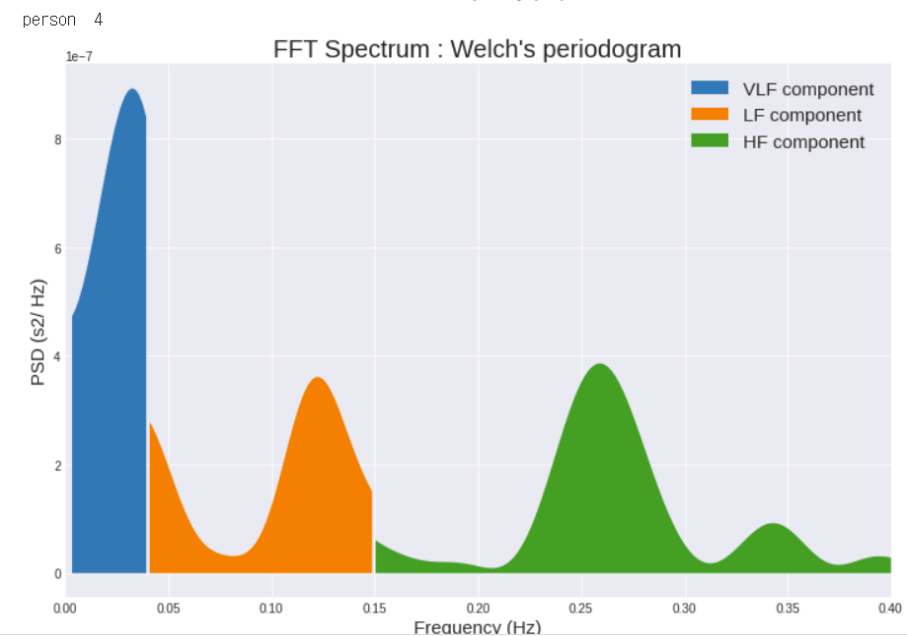 person 4
FFT Spectrum : Welch's periodogram
1e−7
VLF component
LF component
HF component
8
6
4
2
0
PSD (s2/ Hz)
0.00 0.05 0.10 0.15 0.20 0.25 0.30 0.35 0.40
Frequency (Hz)